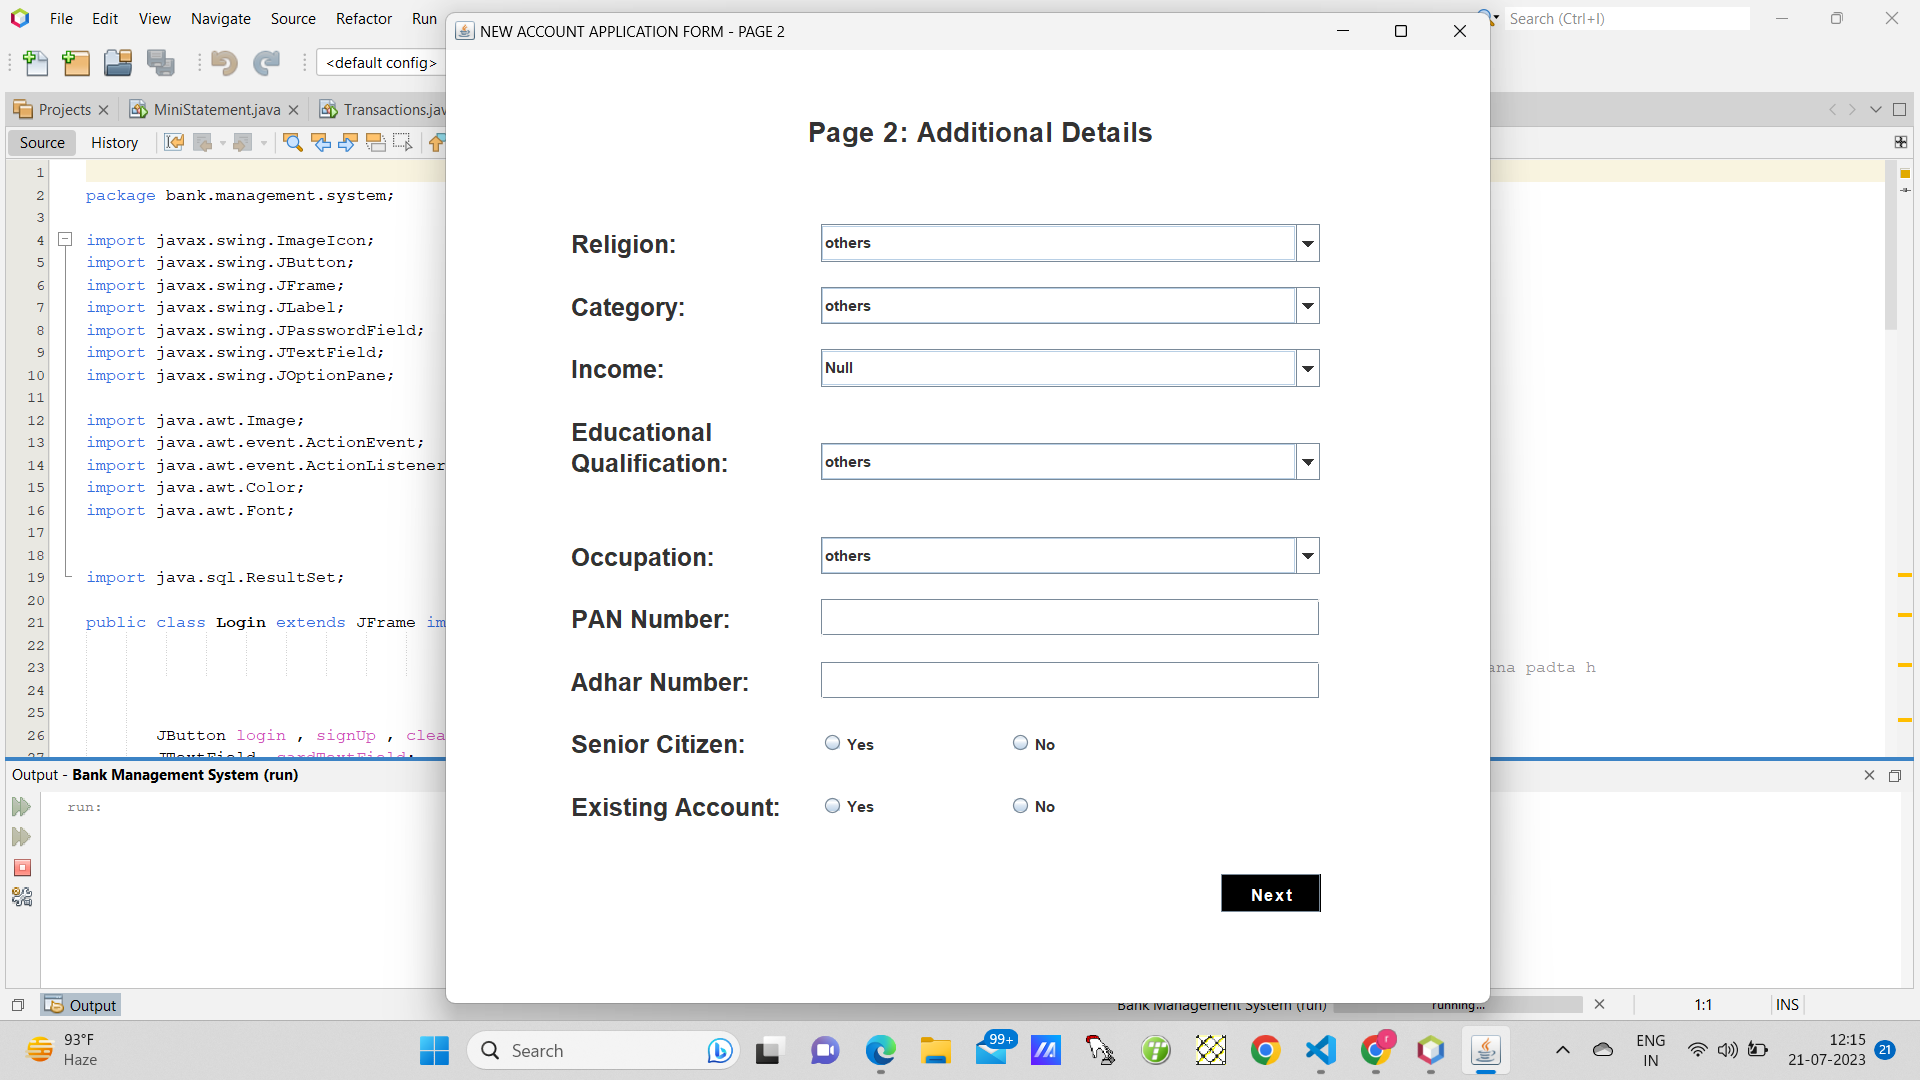 File Edit View Navigate Source Refactor Run
Search (Ctrl+I)
NEW ACCOUNT APPLICATION FORM - PAGE 2
<default config>
Projects MiniStatement.java Transactions.jav
Source History
Page 2: Additional Details
1
2 package bank.management.system;
3
4 import javax.swing.ImageIcon;
5 import javax.swing.JButton;
6 import javax.swing.JFrame;
7 import javax.swing.JLabel;
8 import javax.swing.JPasswordField;
9 import javax.swing.JTextField;
10 import javax.swing.JOptionPane;
11
12 import java.awt.Image;
13 import java.awt.event.ActionEvent;
14 import java.awt.event.ActionListener
15 import java.awt.Color;
16 import java.awt.Font;
17
18
19 import java.sql.ResultSet;
20
21 public class Login extends JFrame im
22
23
24
25
26 JButton login , signUp , clea
27 JTextField cardTextField;
ana padta h
Religion: others
Category: others
Income: Null
Educational
Qualification: others
Occupation: others
PAN Number:
Adhar Number:
Senior Citizen: Yes No
Existing Account: Yes No
Next
Output - Bank Management System (run)
run:
Output
Bank Management System (run) running... 1:1 INS
93°F
Haze
Search
99+
r
ENG
IN
12:15
21-07-2023
21